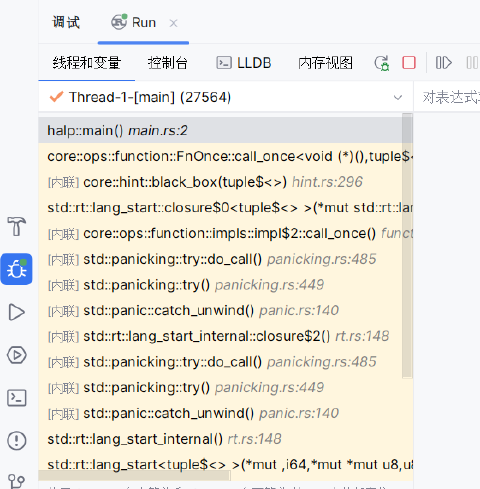 调试 Run
线程和变量 控制台 LLDB 内存视图
Thread-1-[main] (27564)
对表达式
halp::main() main.rs:2
core::ops::function::FnOnce::call_once<void (*)(),tuple$<
[内联] core::hint::black_box(tuple$<>) hint.rs:296
std::rt::lang_start::closure$0<tuple$<> >(*mut std::rt::lan
[内联] core::ops::function::impls::impl$2::call_once() funct
[内联] std::panicking::try::do_call() panicking.rs:485
[内联] std::panicking::try() panicking.rs:449
[内联] std::panic::catch_unwind() panic.rs:140
[内联] std::rt::lang_start_internal::closure$2() rt.rs:148
[内联] std::panicking::try::do_call() panicking.rs:485
[内联] std::panicking::try() panicking.rs:449
[内联] std::panic::catch_unwind() panic.rs:140
std::rt::lang_start_internal() rt.rs:148
std::rt::lang_start<tuple$<> >(*mut ,i64,*mut *mut u8,u8